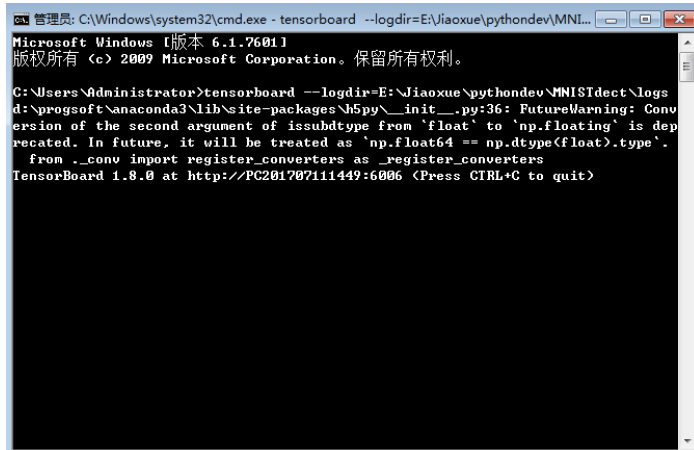 管理员: C:\Windows\system32\cmd.exe - tensorboard  --logdir=E:\Jiaoxue\pythondev\MNI...
Microsoft Windows [版本 6.1.7601]
版权所有 (c) 2009 Microsoft Corporation。保留所有权利。
C:\Users\Administrator>tensorboard --logdir=E:\Jiaoxue\pythondev\MNISTdect\logs
d:\progsoft\anaconda3\lib\site-packages\h5py\__init__.py:36: FutureWarning: Conv
ersion of the second argument of issubdtype from `float` to `np.floating` is dep
recated. In future, it will be treated as `np.float64 == np.dtype(float).type`.
  from ._conv import register_converters as _register_converters
TensorBoard 1.8.0 at http://PC201707111449:6006 (Press CTRL+C to quit)